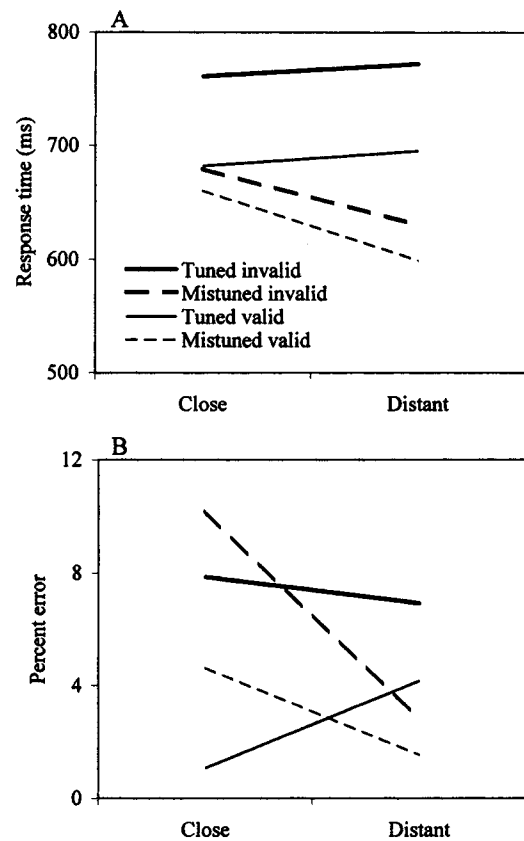 A
800
700
600
500
Response time (ms)
Tuned invalid
Mistuned invalid
Tuned valid
Mistuned valid
Close Distant
B
12
8
4
0
Percent error
Close Distant